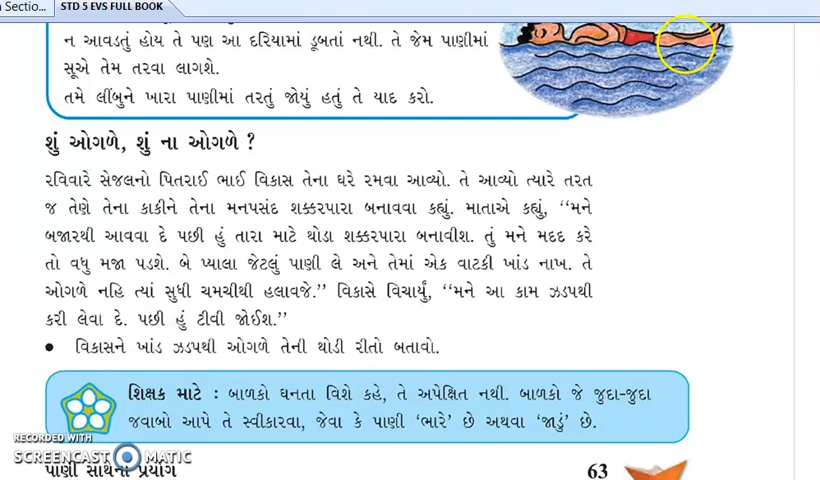 STD 5 EVS FULL BOOK
ન આવડતું હોય તે પણ આ દરિયામાં ડૂબતાં નથી. તે જેમ પાણીમાં
સૂએ તેમ તરવા લાગશે.
તમે લીંબુને ખારા પાણીમાં તરતું જોયું હતું તે યાદ કરો.
શું ઓગળે, શું ના ઓગળે ?
રવિવારે સેજલનો પિતરાઈ ભાઈ વિકાસ તેના ઘરે રમવા આવ્યો. તે આવ્યો ત્યારે તરત
જ તેણે તેના કાકીને તેના મનપસંદ શક્કરપારા બનાવવા કહ્યું. માતાએ કહ્યું, “મને
બજારથી આવવા દે પછી હું તારા માટે થોડા શક્કરપારા બનાવીશ. તું મને મદદ કરે
તો વધુ મજા પડશે. બે પ્યાલા જેટલું પાણી લે અને તેમાં એક વાટકી ખાંડ નાખ. તે
ઓગળે નહિ ત્યાં સુધી ચમચીથી હલાવજે.” વિકાસે વિચાર્યું, “મને આ કામ ઝડપથી
કરી લેવા દે. પછી હું ટીવી જોઈશ.”
● વિકાસને ખાંડ ઝડપથી ઓગળે તેની થોડી રીતો બતાવો.
શિક્ષક માટે : બાળકો ઘનતા વિશે કહે, તે અપેક્ષિત નથી. બાળકો જે જુદા-જુદા
જવાબો આપે તે સ્વીકારવા, જેવા કે પાણી ‘ભારે’ છે અથવા ‘જાડું’ છે.
RECORDED WITH
SCREENCAST MATIC
પાણી સાથેના પ્રયોગ 63